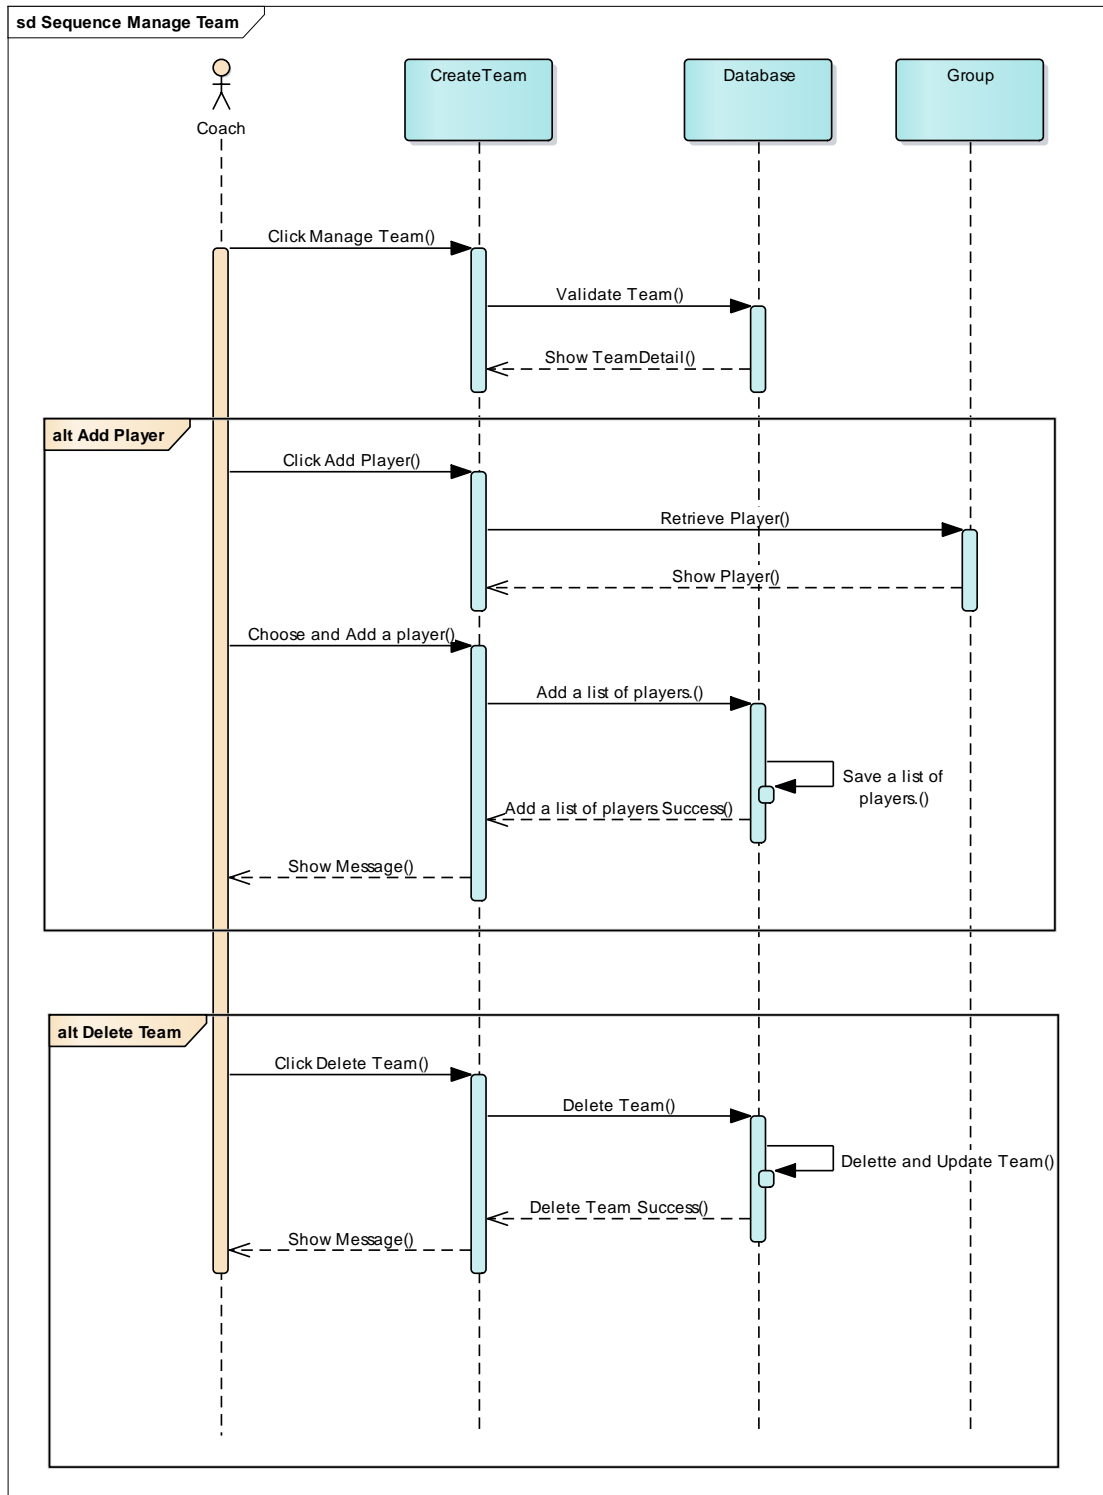 sd Sequence Manage Team
Coach
CreateTeam
Database
Group
Click Manage Team()
Validate Team()
Show TeamDetail()
alt Add Player
Click Add Player()
Retrieve Player()
Show Player()
Choose and Add a player()
Add a list of players.()
Save a list of
players.()
Add a list of players Success()
Show Message()
alt Delete Team
Click Delete Team()
Delete Team()
Delette and Update Team()
Delete Team Success()
Show Message()